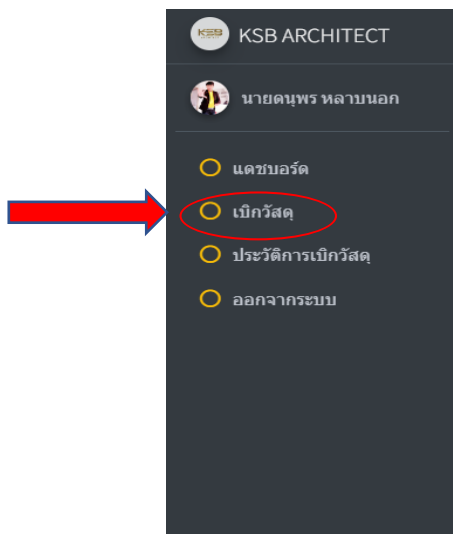 KSB
KSB ARCHITECT
นายดนุพร หลาบนอก
แดชบอร์ด
เบิกวัสดุ
ประวัติการเบิกวัสดุ
ออกจากระบบ